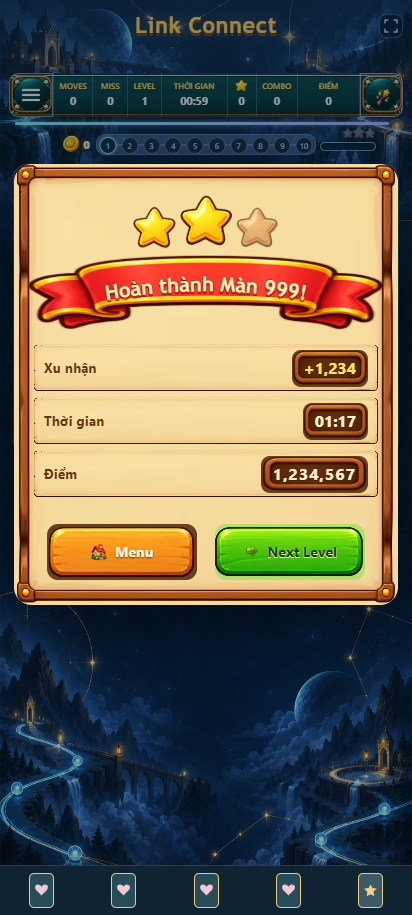 Link Connect
MOVES MISS LEVEL THỜI GIAN COMBO ĐIỂM
0 0 1 00:59 0 0 0
0 1 2 3 4 5 6 7 8 9 10
Hoàn thành Màn 999!
Xu nhận +1,234
Thời gian 01:17
Điểm 1,234,567
Menu Next Level